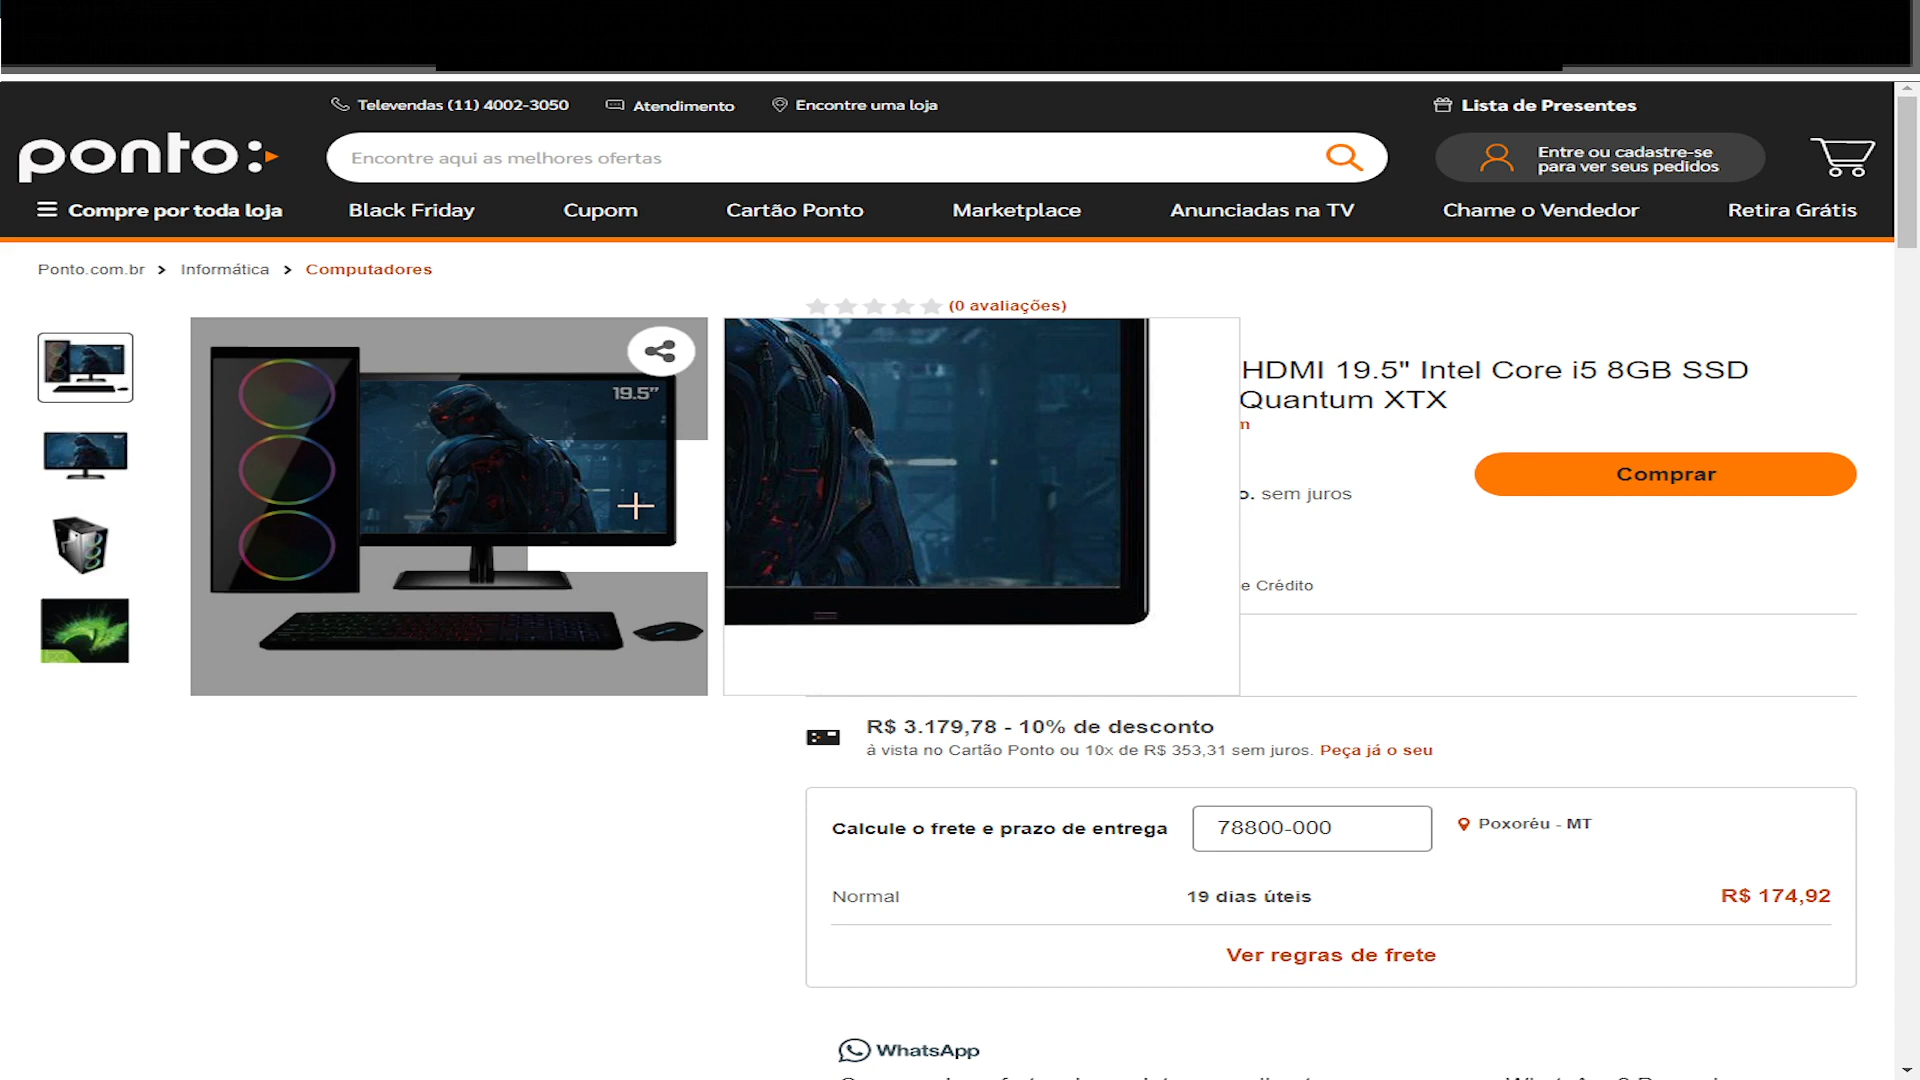 Televendas (11) 4002-3050
Atendimento
Encontre uma loja
Lista de Presentes
ponto:
Encontre aqui as melhores ofertas
Entre ou cadastre-se
para ver seus pedidos
Compre por toda loja
Black Friday
Cupom
Cartão Ponto
Marketplace
Anunciadas na TV
Chame o Vendedor
Retira Grátis
Ponto.com.br > Informática > Computadores
(0 avaliações)
19.5”
HDMI 19.5" Intel Core i5 8GB SSD
Quantum XTX
Comprar
o. sem juros
e Crédito
R$ 3.179,78 - 10% de desconto
à vista no Cartão Ponto ou 10x de R$ 353,31 sem juros. Peça já o seu
Calcule o frete e prazo de entrega
78800-000
Poxoréu - MT
Normal
19 dias úteis
R$ 174,92
Ver regras de frete
WhatsApp